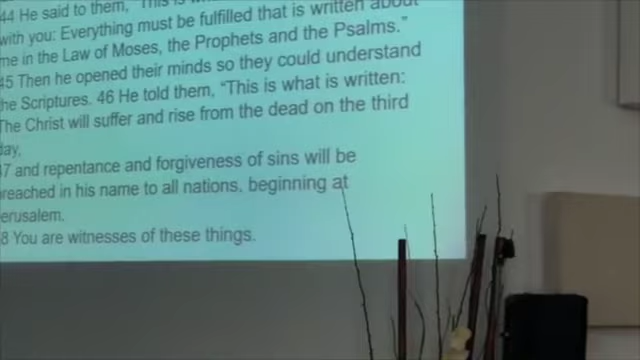 44 He said to them, "This is
with you: Everything must be fulfilled that is written about
me in the Law of Moses, the Prophets and the Psalms."
45 Then he opened their minds so they could understand
the Scriptures. 46 He told them, "This is what is written:
The Christ will suffer and rise from the dead on the third
day,
47 and repentance and forgiveness of sins will be
preached in his name to all nations, beginning at
Jerusalem.
48 You are witnesses of these things.